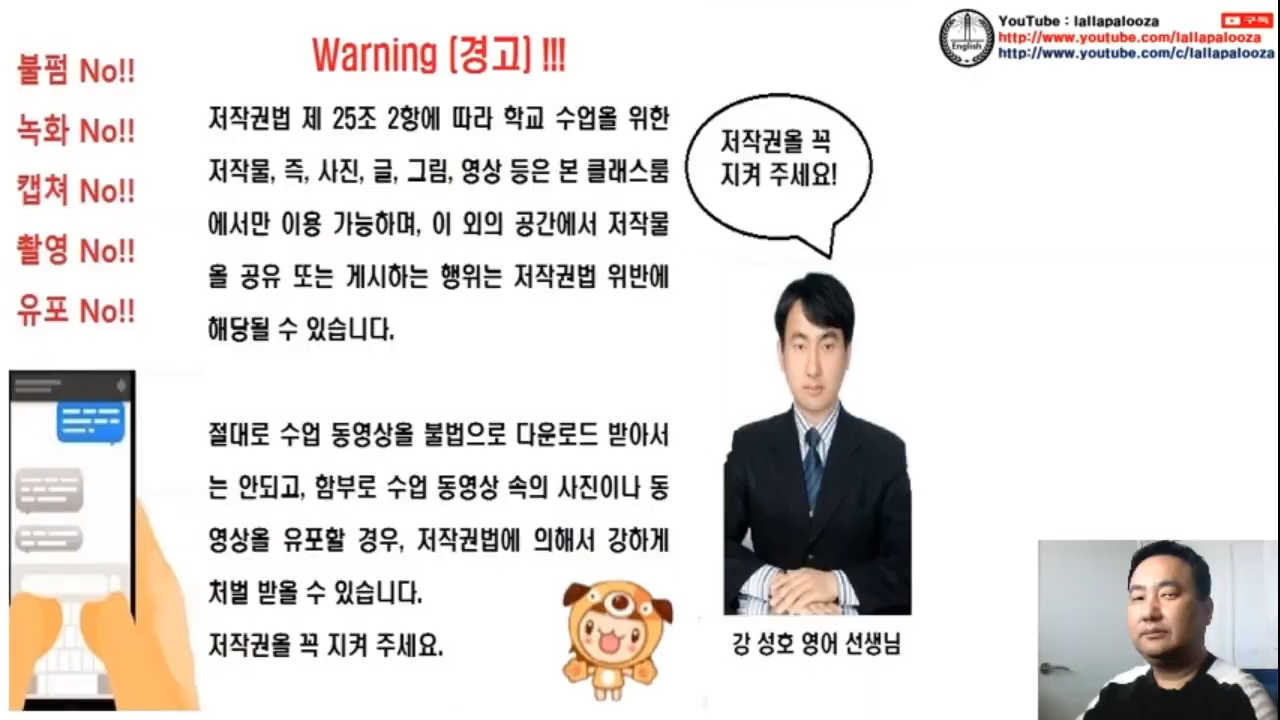 불펌 No!!
녹화 No!!
캡쳐 No!!
촬영 No!!
유포 No!!
Warning (경고) !!!
저작권법 제 25조 2항에 따라 학교 수업을 위한
저작물, 즉, 사진, 글, 그림, 영상 등은 본 클래스룸
에서만 이용 가능하며, 이 외의 공간에서 저작물
을 공유 또는 게시하는 행위는 저작권법 위반에
해당될 수 있습니다.
절대로 수업 동영상을 불법으로 다운로드 받아서
는 안되고, 함부로 수업 동영상 속의 사진이나 동
영상을 유포할 경우, 저작권법에 의해서 강하게
처벌 받을 수 있습니다.
저작권을 꼭 지켜 주세요.
저작권을 꼭
지켜 주세요!
강 성호 영어 선생님
English
YouTube : lallapalooza
구독
http://www.youtube.com/lallapalooza
http://www.youtube.com/c/lallapalooza